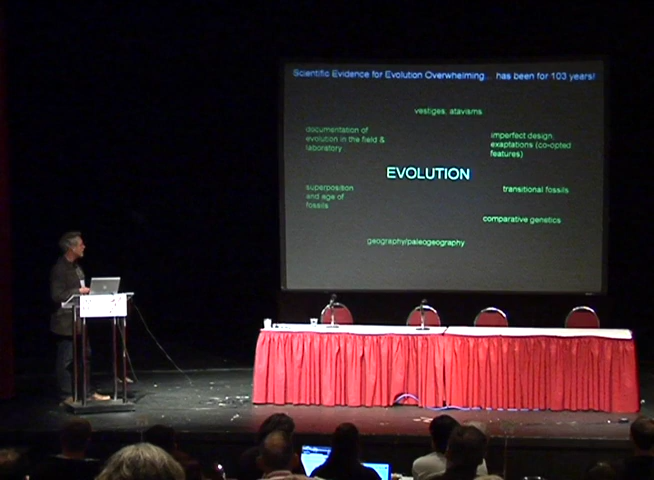 Scientific Evidence for Evolution Overwhelming... has been for 103 years!
vestiges, atavisms
documentation of
evolution in the field &
laboratory
imperfect design,
exaptations (co-opted
features)
EVOLUTION
superposition
and age of
fossils
transitional fossils
comparative genetics
geography/paleogeography